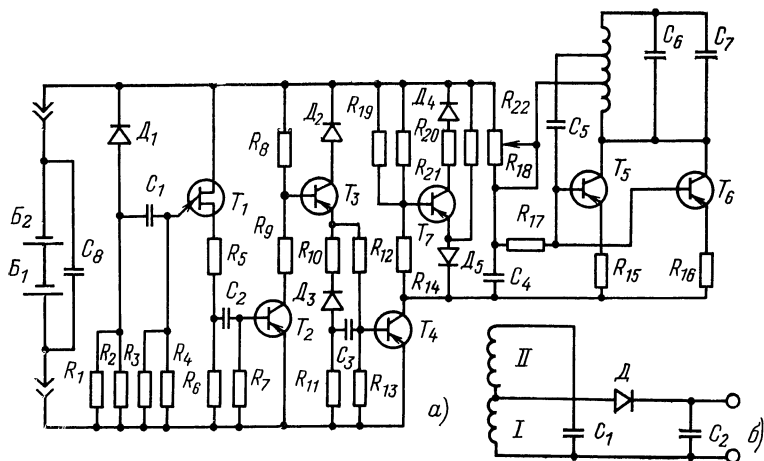 C₆
C₇
R₁₉
Д₄
R₂₂
Д₁
Д₂
R₈
R₂₀
C₅
C₁
R₁₈
T₅
R₂₁
T₁
T₃
T₆
T₇
R₁₇
Б₂
C₈
R₉
R₁₀
R₁₂
R₅
Д₅
Б₁
C₂
Д₃
R₁₄
C₄
R₁₅
R₁₆
T₂
T₄
R₁
R₂
R₃
R₄
R₆
R₇
C₃
R₁₁
R₁₃
а)
II
Д
I
C₁
C₂
б)